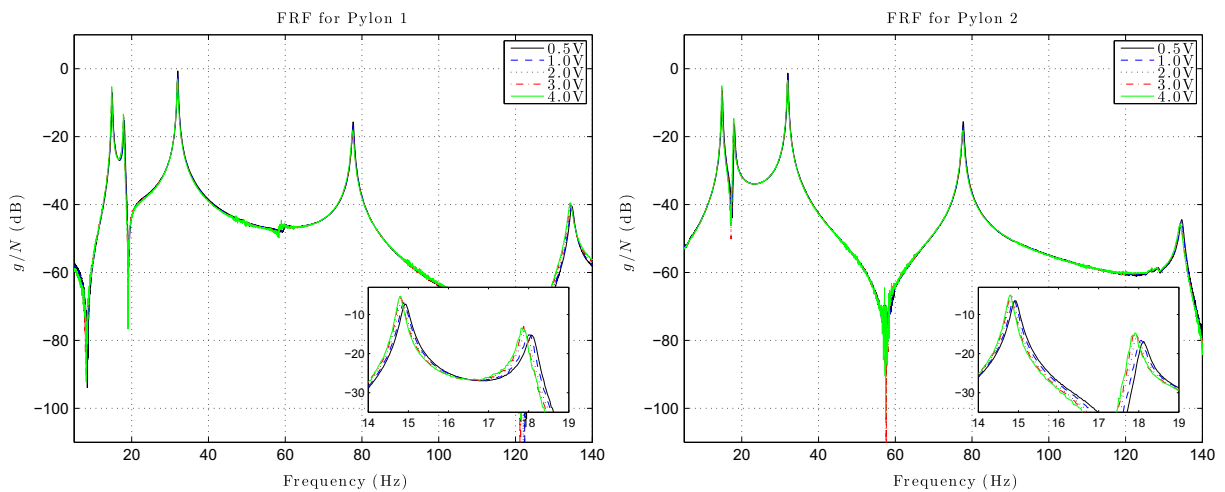 FRF for Pylon 1
0
−20
−40
−60
−80
−100
g/N (dB)
0.5V
1.0V
2.0V
3.0V
4.0V
−10
−20
−30
14 15 16 17 18 19
20 40 60 80 100 120 140
Frequency (Hz)
FRF for Pylon 2
0
−20
−40
−60
−80
−100
g/N (dB)
0.5V
1.0V
2.0V
3.0V
4.0V
−10
−20
−30
14 15 16 17 18 19
20 40 60 80 100 120 140
Frequency (Hz)